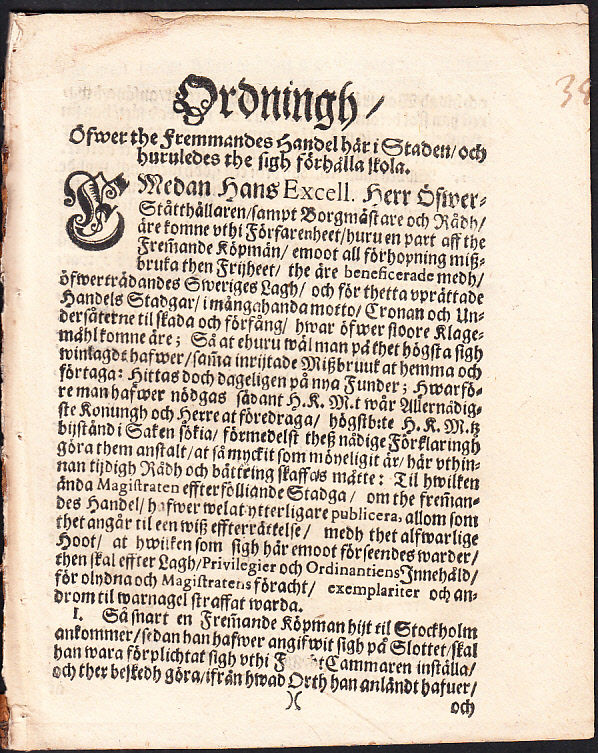 38
Ordningh/
Öfwer the Fremmandes Handel här i Staden/och
huruledes the sigh förhålla skola.
EMedan Hans Excell. Herr Öfwer-
Ståtthållaren/sampt Borgmästare och Rådh/
äre komne vthi Förfarenheet/huru en part aff the
Frem̃ande Köpmän/ emoot all förhopning miß-
bruka then Frijheet/ the äre beneficerade medh/
öfwerträdandes Sweriges Lagh/ och för thetta vprättade
Handels Stadgar/ i mångahanda motto/ Cronan och Un-
dersåterne til skada och förfång/ hwar öfwer stoore Klage-
måhl komne äre; Så at ehuru wäl man på thet högsta sigh
winlagdt hafwer/ sam̃a inrijtade Mißbruuk at hemma och
förtaga: Hittas doch dageligen på nya Funder; Hwarfö-
re man hafwer nödgas sådant H.K. M.t wår Allernådig-
ste Konungh och Herre at föredraga/ högstb:te H. K. M.tz
bijstånd i Saken sökia/ förmedelst theß nådige Förklaringh
göra them anstalt/ at så myckit som möyeligit är/ här vthin-
nan tijdigh Rådh och bättring skaffas måtte: Til hwilken
ända Magistraten effterfölliande Stadga/ om the frem̃an-
des Handel/ hafwer welat ytterligare publicera, allom som
thet angår til een wiß effterrättelse/ medh thet alfwarlige
Hoot/ at hwilken som sigh här emoot förseendes warder/
then skal effter Lagh/Privilegier och Ordinantiens Innehåld/
för olydna och Magistratens föracht/ exemplariter och an-
drom til warnagel straffat warda.
I. Så snart en Frem̃ande Köpman hijt til Stockholm
ankommer/sedan han hafwer angifwit sigh på Slottet/skal
han wara förplichtat sigh vthi Cammaren inställa/
och ther beskedh göra/ifrån hwad Orth han anländt hafuer/
)(
och